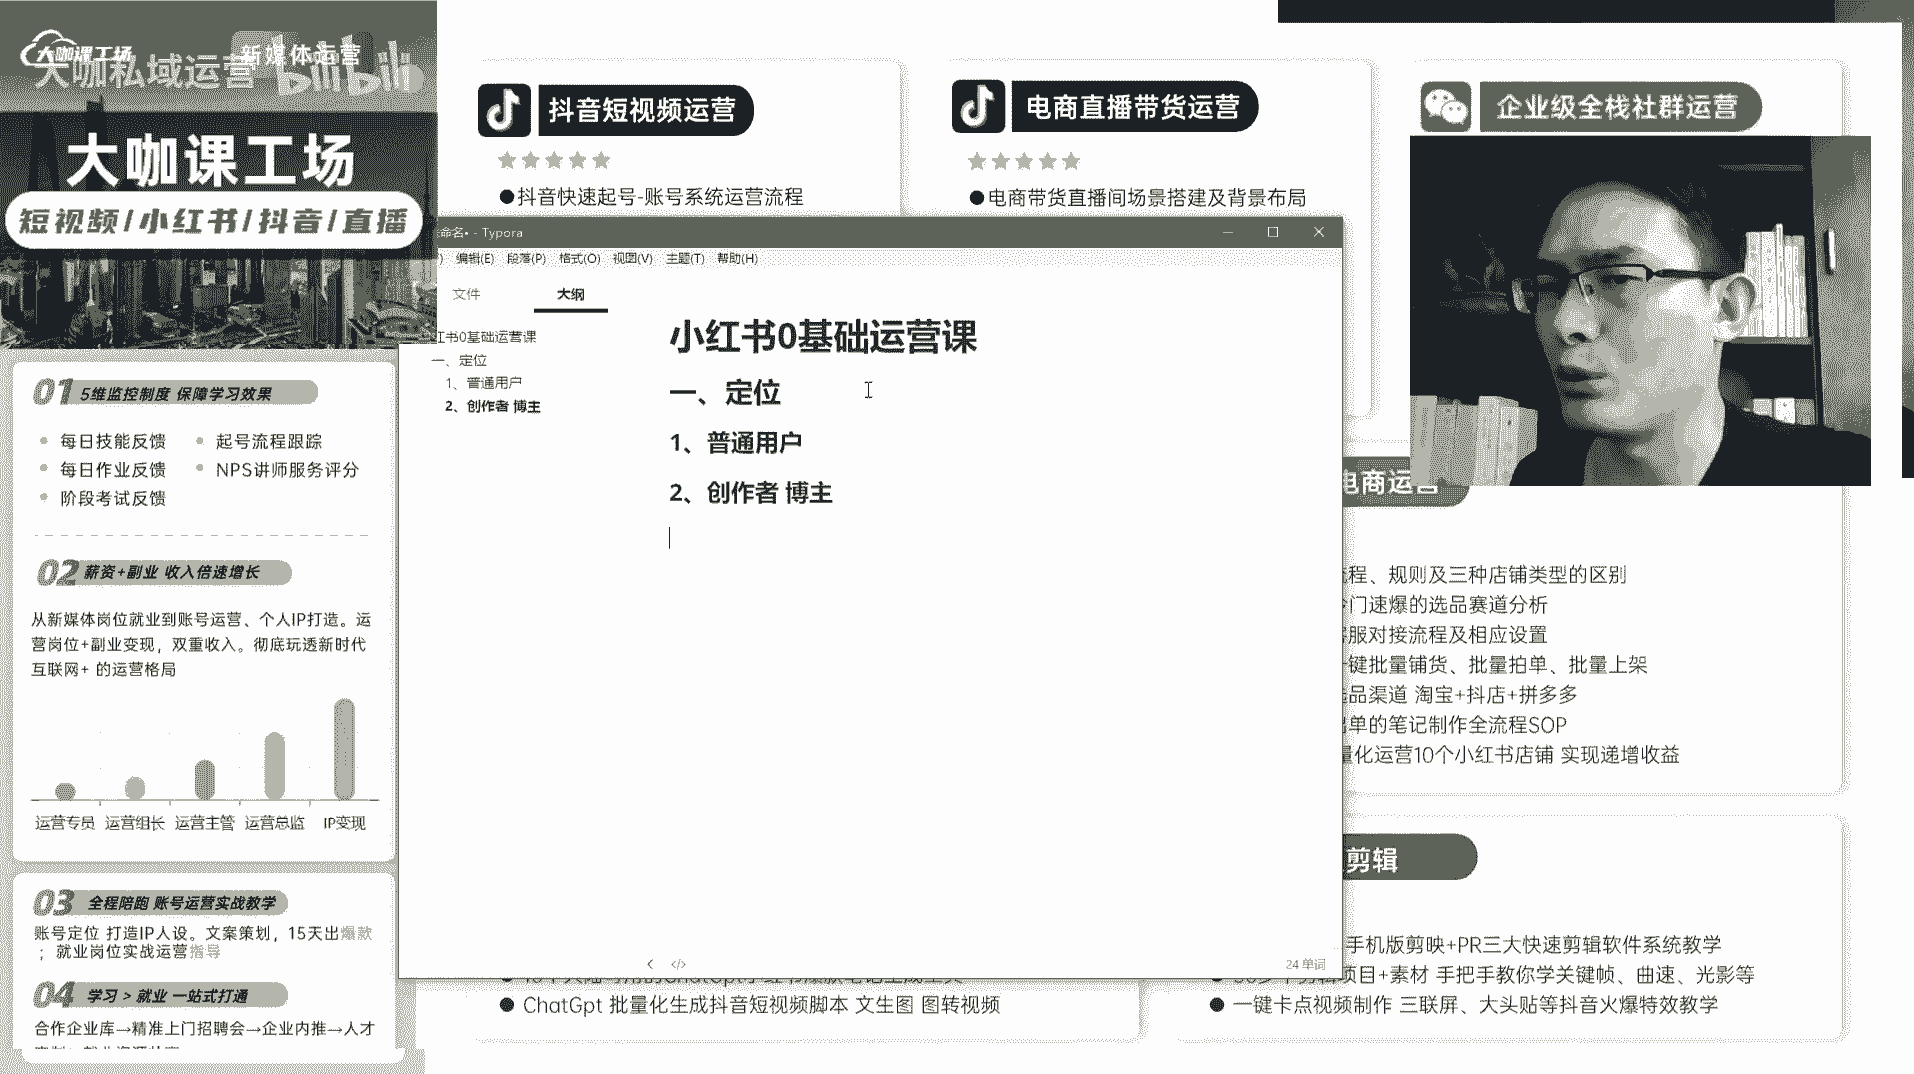 大咖课工场
大咖私域运营
新媒体运营
bilibili
大咖课工场
短视频/小红书/抖音/直播
01 5维监控制度 保障学习效果
每日技能反馈
起号流程跟踪
每日作业反馈
NPS讲师服务评分
阶段考试反馈
02 薪资+副业 收入倍速增长
从新媒体岗位就业到账号运营、个人IP打造。运
营岗位+副业变现，双重收入。彻底玩透新时代
互联网+ 的运营格局
运营专员 运营组长 运营主管 运营总监 IP变现
03 全程陪跑 账号运营实战教学
账号定位 打造IP人设。文案策划，15天出爆款
；就业岗位实战运营指导
04 学习 > 就业 一站式打通
合作企业库→精准上门招聘会→企业内推→人才
抖音短视频运营
●抖音快速起号-账号系统运营流程
电商直播带货运营
●电商带货直播间场景搭建及背景布局
企业级全栈社群运营
命名• - Typora
) 编辑(E) 段落(P) 格式(O) 视图(V) 主题(T) 帮助(H)
文件 大纲
红书0基础运营课
一、定位
1、普通用户
2、创作者 博主
小红书0基础运营课
一、定位
1、普通用户
2、创作者 博主
</>
24 单词
电商运营
流程、规则及三种店铺类型的区别
门速爆的选品赛道分析
客服对接流程及相应设置
键批量铺货、批量拍单、批量上架
选品渠道 淘宝+抖店+拼多多
出单的笔记制作全流程SOP
量化运营10个小红书店铺 实现递增收益
剪辑
手机版剪映+PR三大快速剪辑软件系统教学
项目+素材 手把手教你学关键帧、曲速、光影等
● 一键卡点视频制作 三联屏、大头贴等抖音火爆特效教学
● ChatGpt 批量化生成抖音短视频脚本 文生图 图转视频